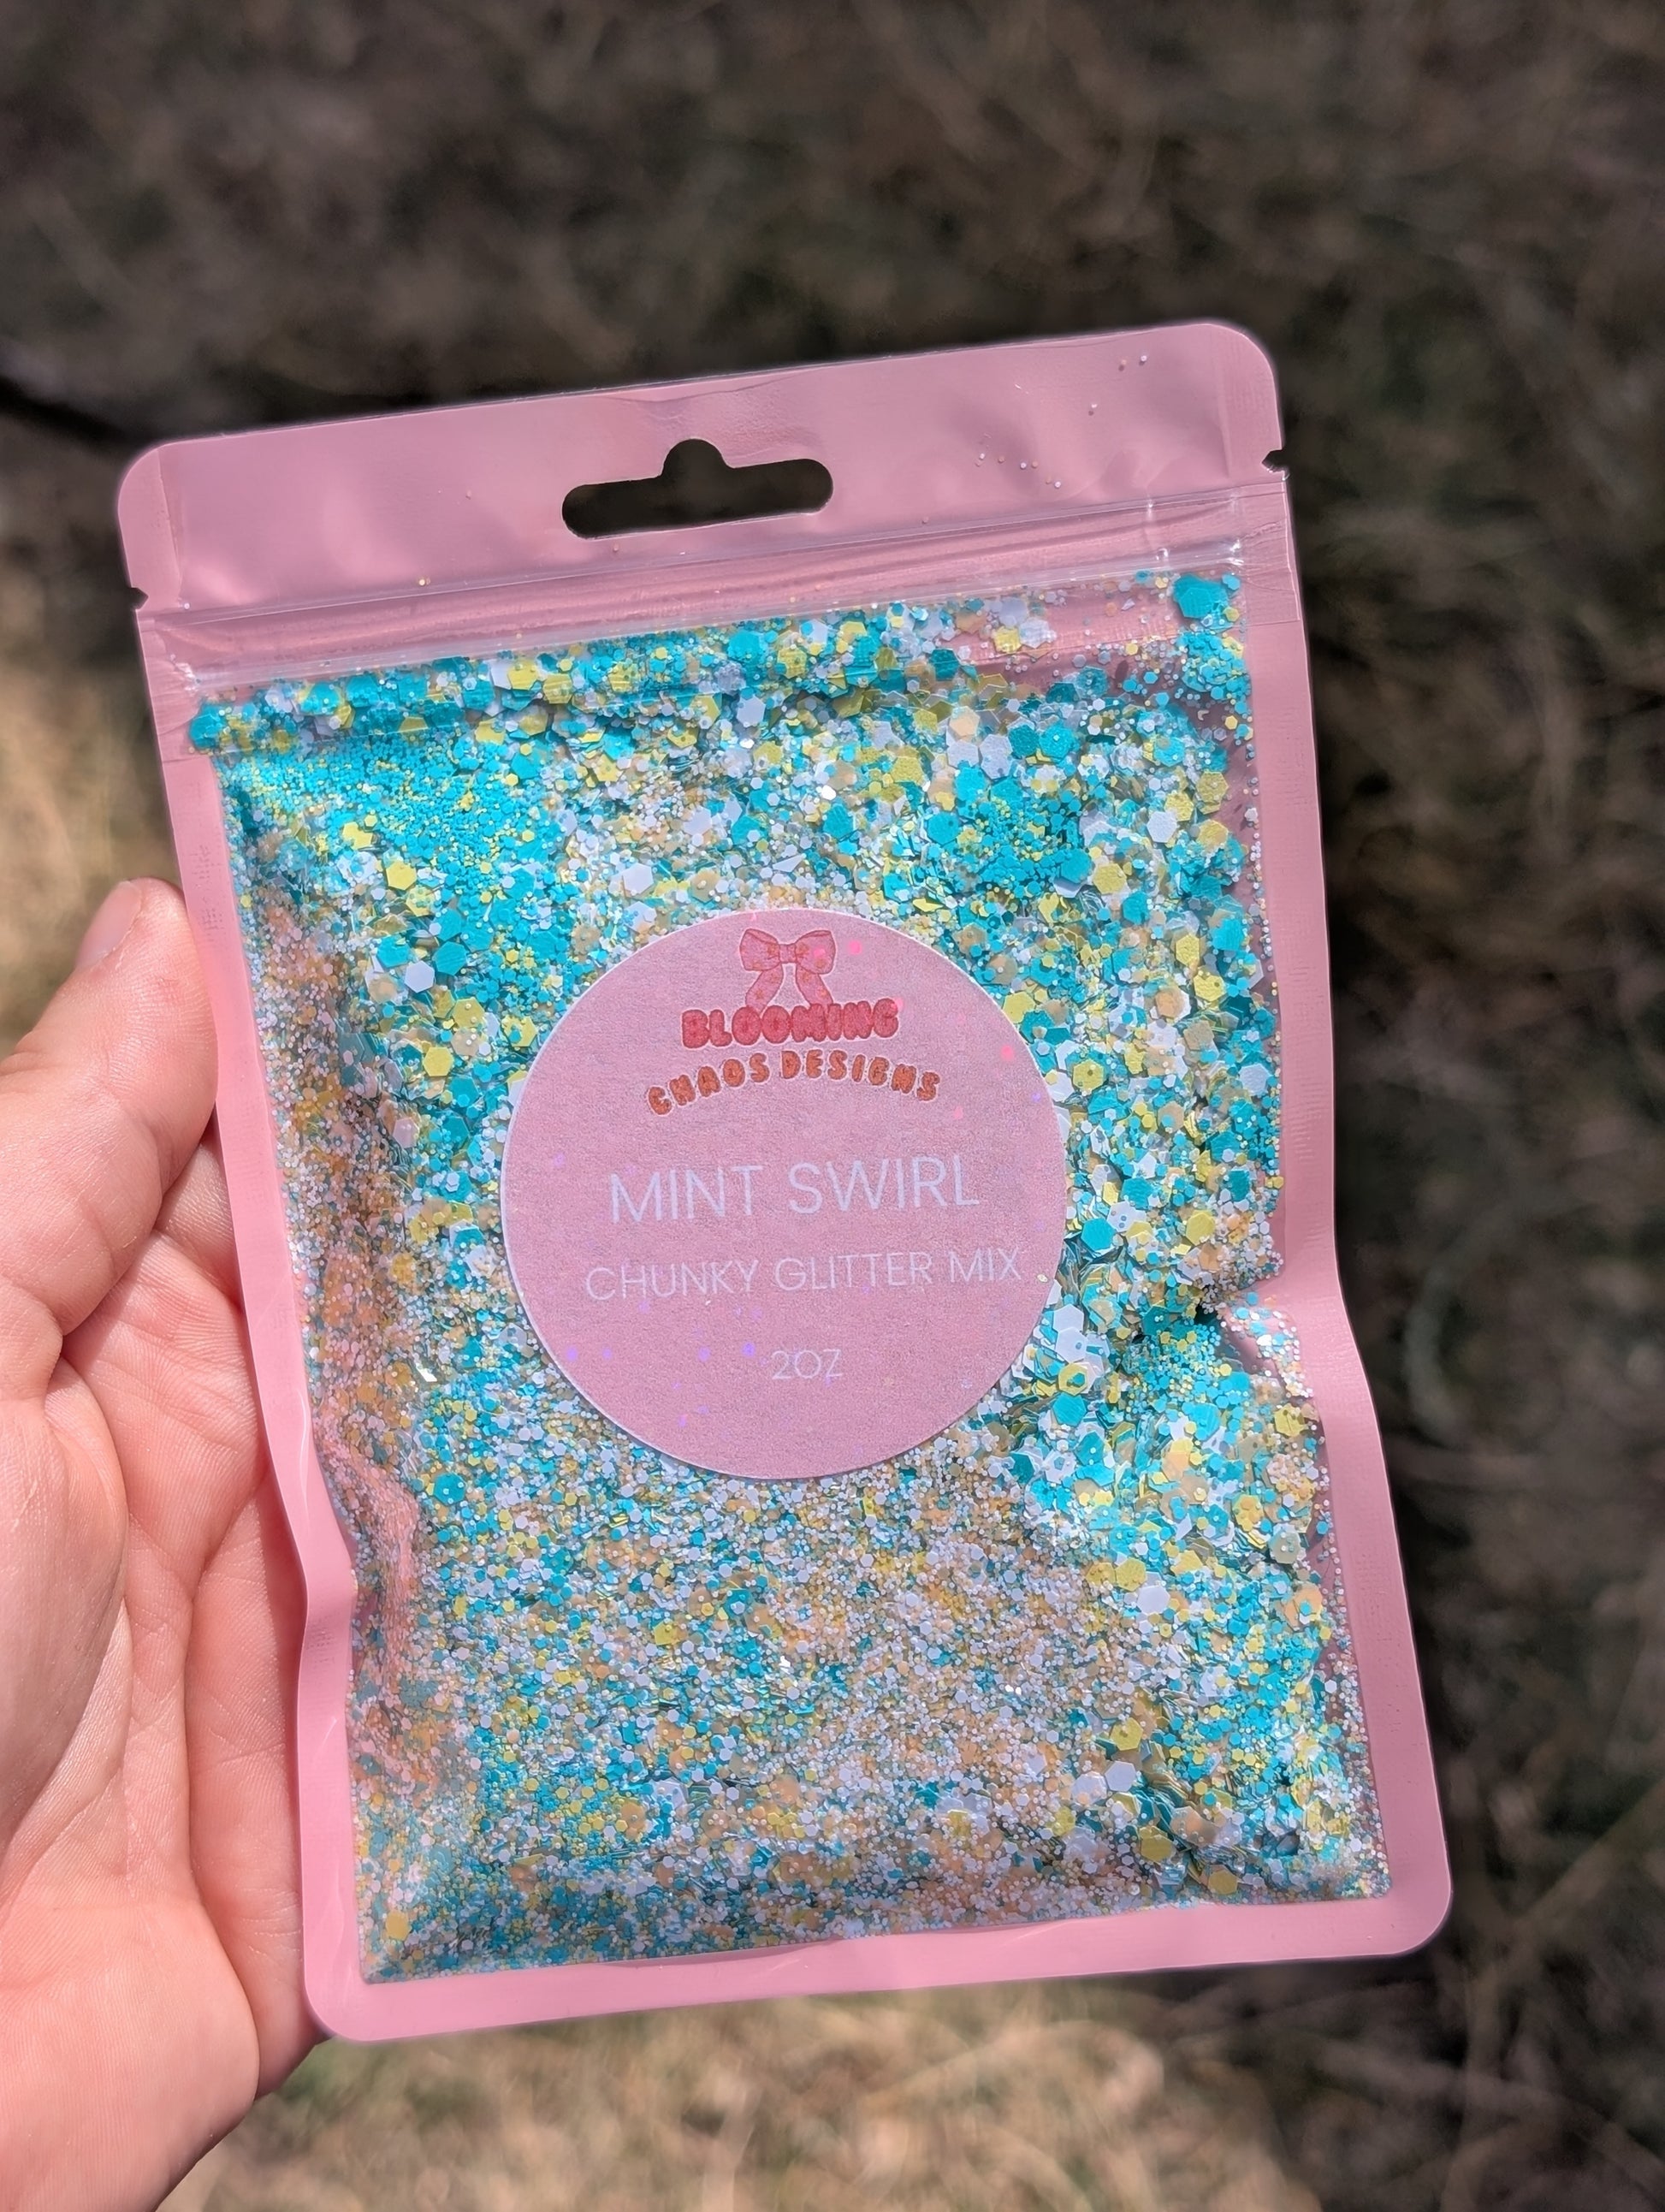 BLOOMING
CHAOS DESIGNS
MINT SWIRL
CHUNKY GLITTER MIX
2OZ